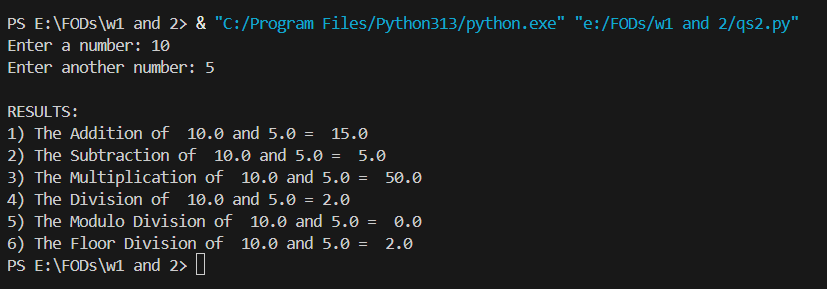 PS E:\FODs\w1 and 2> & "C:/Program Files/Python313/python.exe" "e:/FODs/w1 and 2/qs2.py"
Enter a number: 10
Enter another number: 5

RESULTS:
1) The Addition of  10.0 and 5.0 =  15.0
2) The Subtraction of  10.0 and 5.0 =  5.0
3) The Multiplication of  10.0 and 5.0 =  50.0
4) The Division of  10.0 and 5.0 = 2.0
5) The Modulo Division of  10.0 and 5.0 =  0.0
6) The Floor Division of  10.0 and 5.0 =  2.0
PS E:\FODs\w1 and 2>